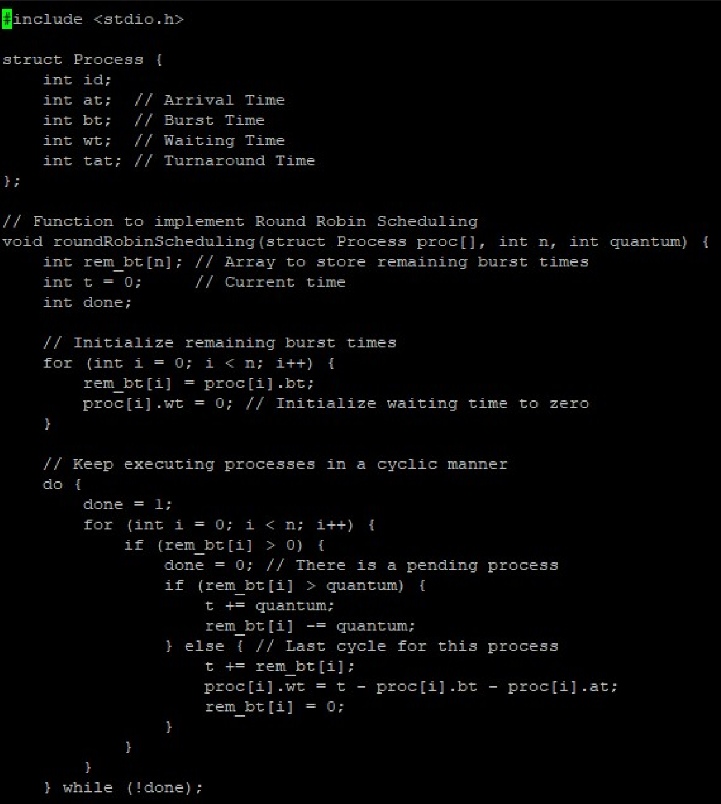 #include <stdio.h>

struct Process {
    int id;
    int at;  // Arrival Time
    int bt;  // Burst Time
    int wt;  // Waiting Time
    int tat; // Turnaround Time
};

// Function to implement Round Robin Scheduling
void roundRobinScheduling(struct Process proc[], int n, int quantum) {
    int rem_bt[n]; // Array to store remaining burst times
    int t = 0;     // Current time
    int done;

    // Initialize remaining burst times
    for (int i = 0; i < n; i++) {
        rem_bt[i] = proc[i].bt;
        proc[i].wt = 0; // Initialize waiting time to zero
    }

    // Keep executing processes in a cyclic manner
    do {
        done = 1;
        for (int i = 0; i < n; i++) {
            if (rem_bt[i] > 0) {
                done = 0; // There is a pending process
                if (rem_bt[i] > quantum) {
                    t += quantum;
                    rem_bt[i] -= quantum;
                } else { // Last cycle for this process
                    t += rem_bt[i];
                    proc[i].wt = t - proc[i].bt - proc[i].at;
                    rem_bt[i] = 0;
                }
            }
        }
    } while (!done);